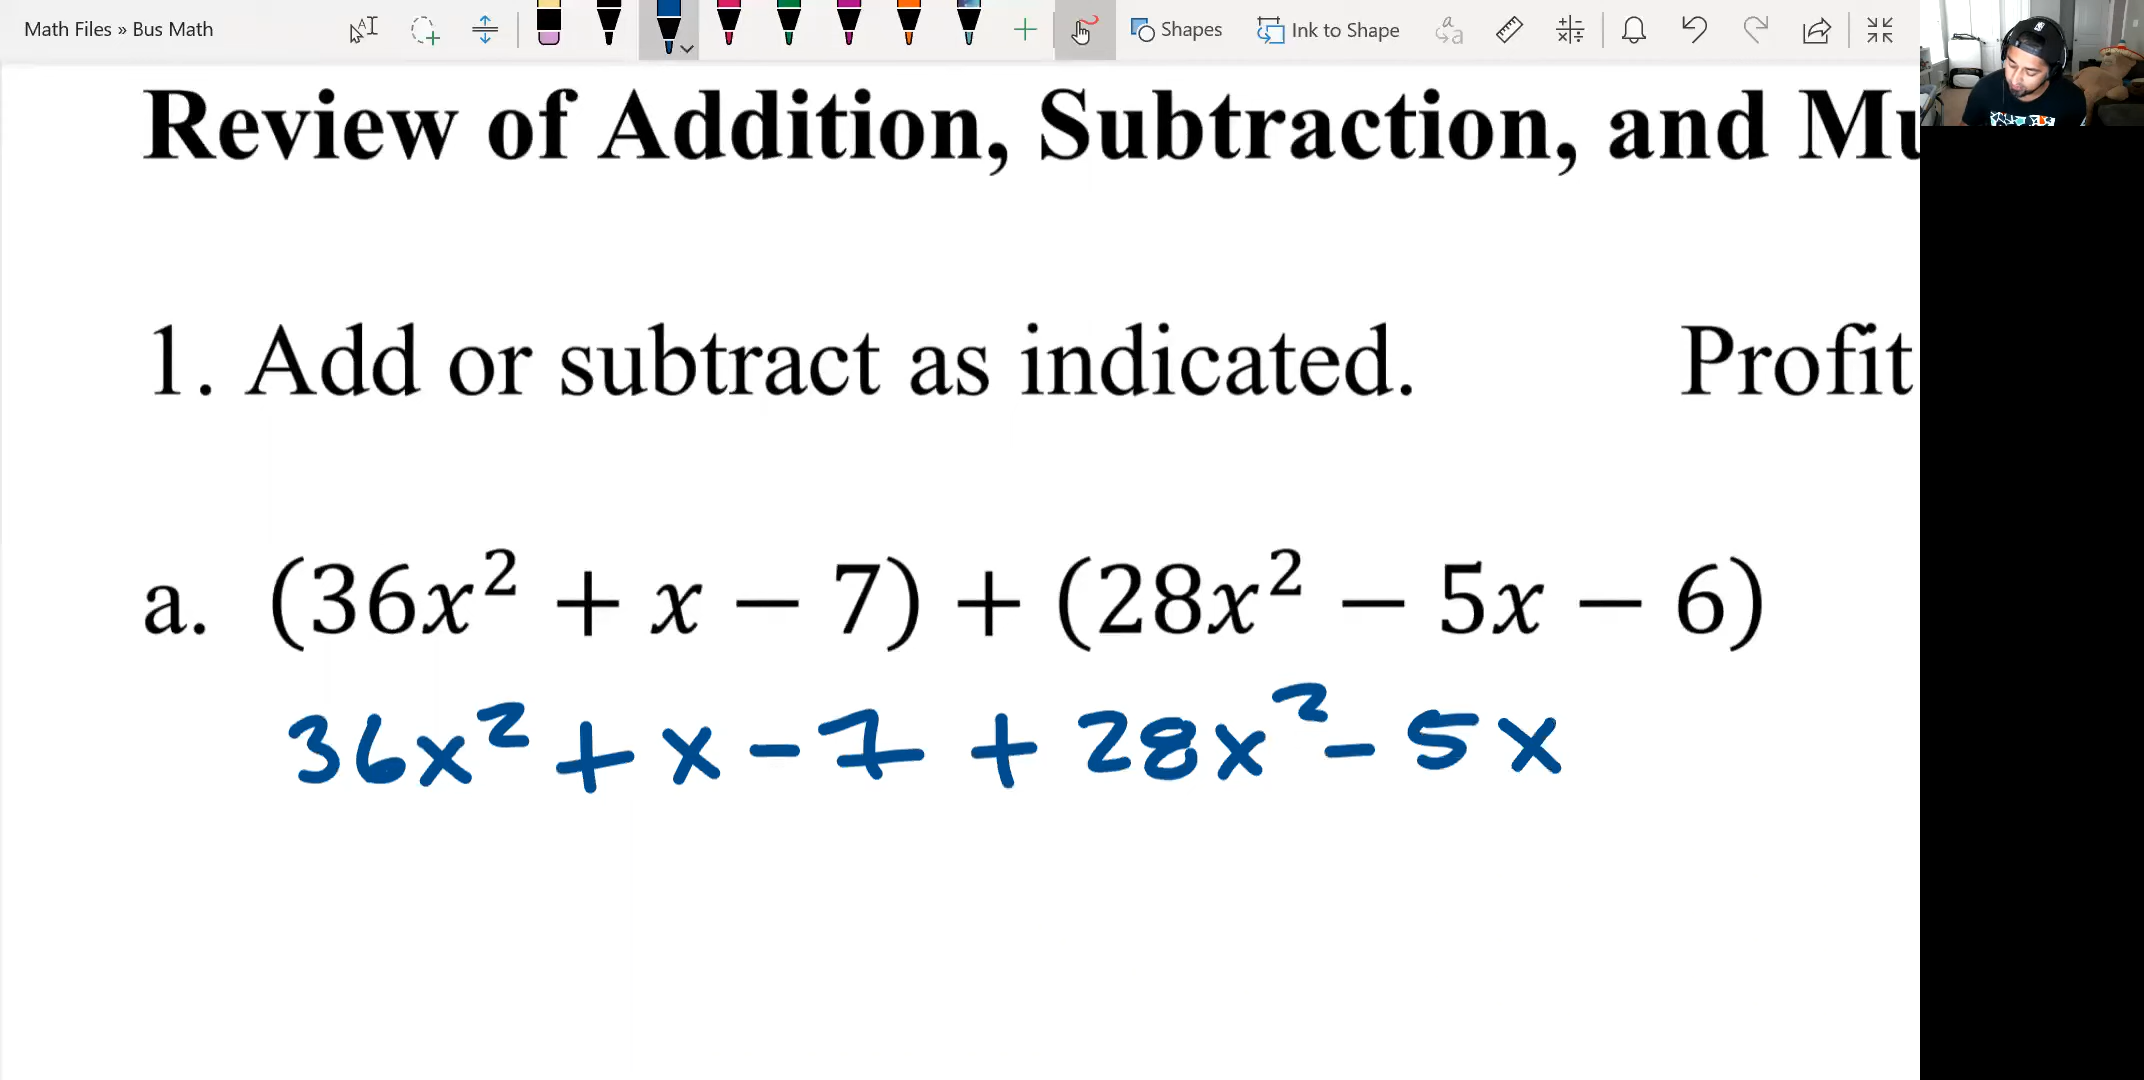 Math Files » Bus Math
Shapes
Ink to Shape
Review of Addition, Subtraction, and Mu
1. Add or subtract as indicated. Profit
a. (36x² + x − 7) + (28x² − 5x − 6)
36x² + x - 7 + 28x² - 5x